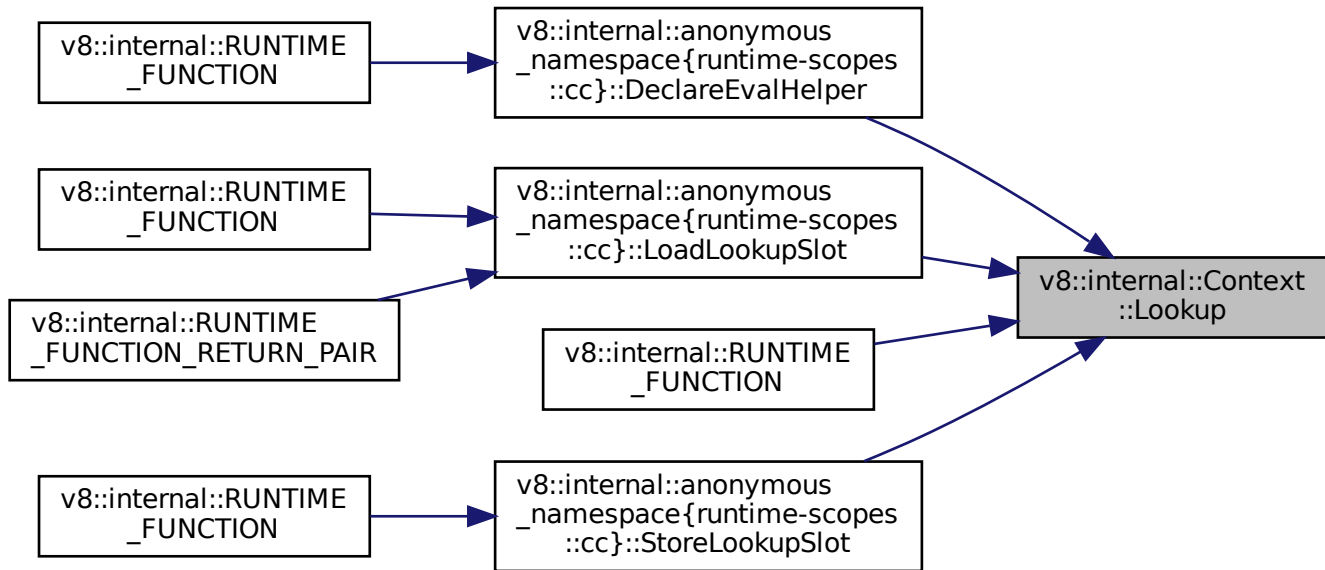 v8::internal::RUNTIME
_FUNCTION
v8::internal::anonymous
_namespace{runtime-scopes
::cc}::DeclareEvalHelper
v8::internal::RUNTIME
_FUNCTION
v8::internal::anonymous
_namespace{runtime-scopes
::cc}::LoadLookupSlot
v8::internal::Context
::Lookup
v8::internal::RUNTIME
_FUNCTION_RETURN_PAIR
v8::internal::RUNTIME
_FUNCTION
v8::internal::RUNTIME
_FUNCTION
v8::internal::anonymous
_namespace{runtime-scopes
::cc}::StoreLookupSlot